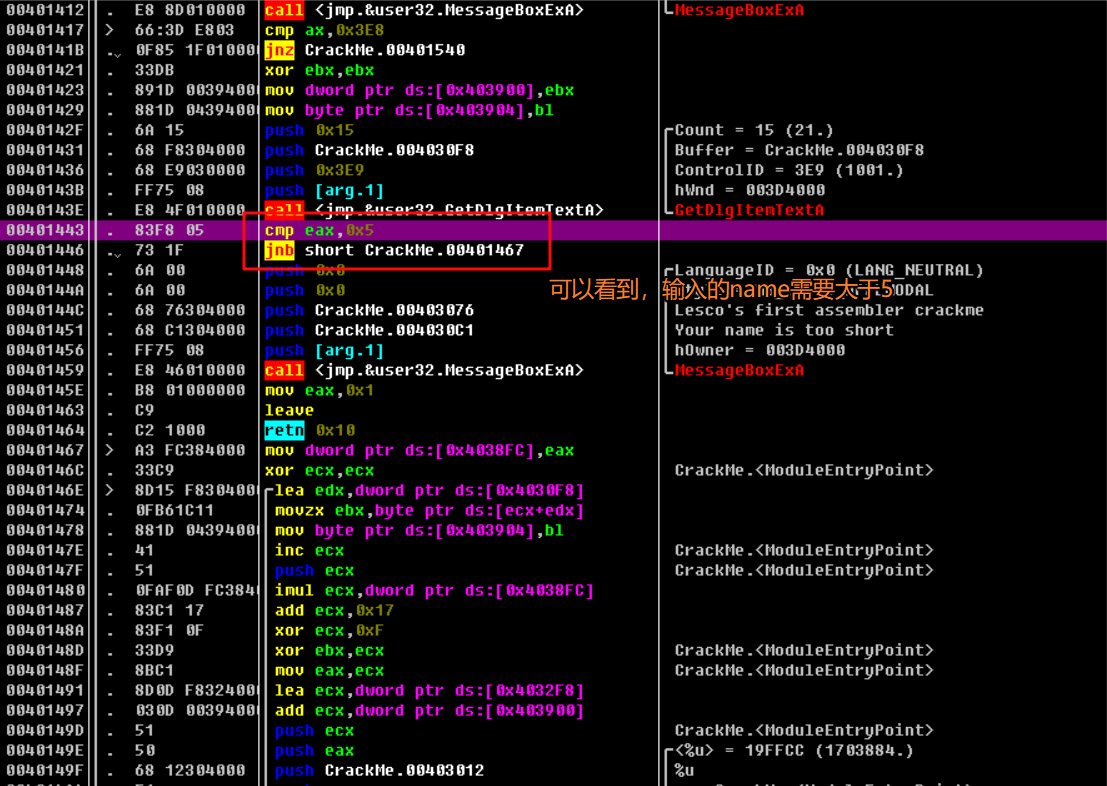 00401412 . E8 8D010000 call <jmp.&user32.MessageBoxExA> MessageBoxExA
00401417 > 66:3D E803 cmp ax,0x3E8
0040141B . 0F85 1F01000 jnz CrackMe.00401540
00401421 . 33DB xor ebx,ebx
00401423 . 891D 0039400 mov dword ptr ds:[0x403900],ebx
00401429 . 881D 0439400 mov byte ptr ds:[0x403904],bl
0040142F . 6A 15 push 0x15 Count = 15 (21.)
00401431 . 68 F8304000 push CrackMe.004030F8 Buffer = CrackMe.004030F8
00401436 . 68 E9030000 push 0x3E9 ControlID = 3E9 (1001.)
0040143B . FF75 08 push [arg.1] hWnd = 003D4000
0040143E . E8 4F010000 call <jmp.&user32.GetDlgItemTextA> GetDlgItemTextA
00401443 . 83F8 05 cmp eax,0x5
00401446 . 73 1F jnb short CrackMe.00401467
00401448 . 6A 00 push 0x0 LanguageID = 0x0 (LANG_NEUTRAL)
可以看到，输入的name需要大于5
0040144A . 6A 00 push 0x0 ODAL
0040144C . 68 76304000 push CrackMe.00403076 Lesco's first assembler crackme
00401451 . 68 C1304000 push CrackMe.004030C1 Your name is too short
00401456 . FF75 08 push [arg.1] hOwner = 003D4000
00401459 . E8 46010000 call <jmp.&user32.MessageBoxExA> MessageBoxExA
0040145E . B8 01000000 mov eax,0x1
00401463 . C9 leave
00401464 . C2 1000 retn 0x10
00401467 > A3 FC384000 mov dword ptr ds:[0x4038FC],eax
0040146C . 33C9 xor ecx,ecx CrackMe.<ModuleEntryPoint>
0040146E > 8D15 F830400 lea edx,dword ptr ds:[0x4030F8]
00401474 . 0FB61C11 movzx ebx,byte ptr ds:[ecx+edx]
00401478 . 881D 0439400 mov byte ptr ds:[0x403904],bl
0040147E . 41 inc ecx CrackMe.<ModuleEntryPoint>
0040147F . 51 push ecx CrackMe.<ModuleEntryPoint>
00401480 . 0FAF0D FC384 imul ecx,dword ptr ds:[0x4038FC]
00401487 . 83C1 17 add ecx,0x17
0040148A . 83F1 0F xor ecx,0xF
0040148D . 33D9 xor ebx,ecx CrackMe.<ModuleEntryPoint>
0040148F . 8BC1 mov eax,ecx CrackMe.<ModuleEntryPoint>
00401491 . 8D0D F832400 lea ecx,dword ptr ds:[0x4032F8]
00401497 . 030D 0039400 add ecx,dword ptr ds:[0x403900]
0040149D . 51 push ecx CrackMe.<ModuleEntryPoint>
0040149E . 50 push eax <%u> = 19FFCC (1703884.)
0040149F . 68 12304000 push CrackMe.00403012 %u